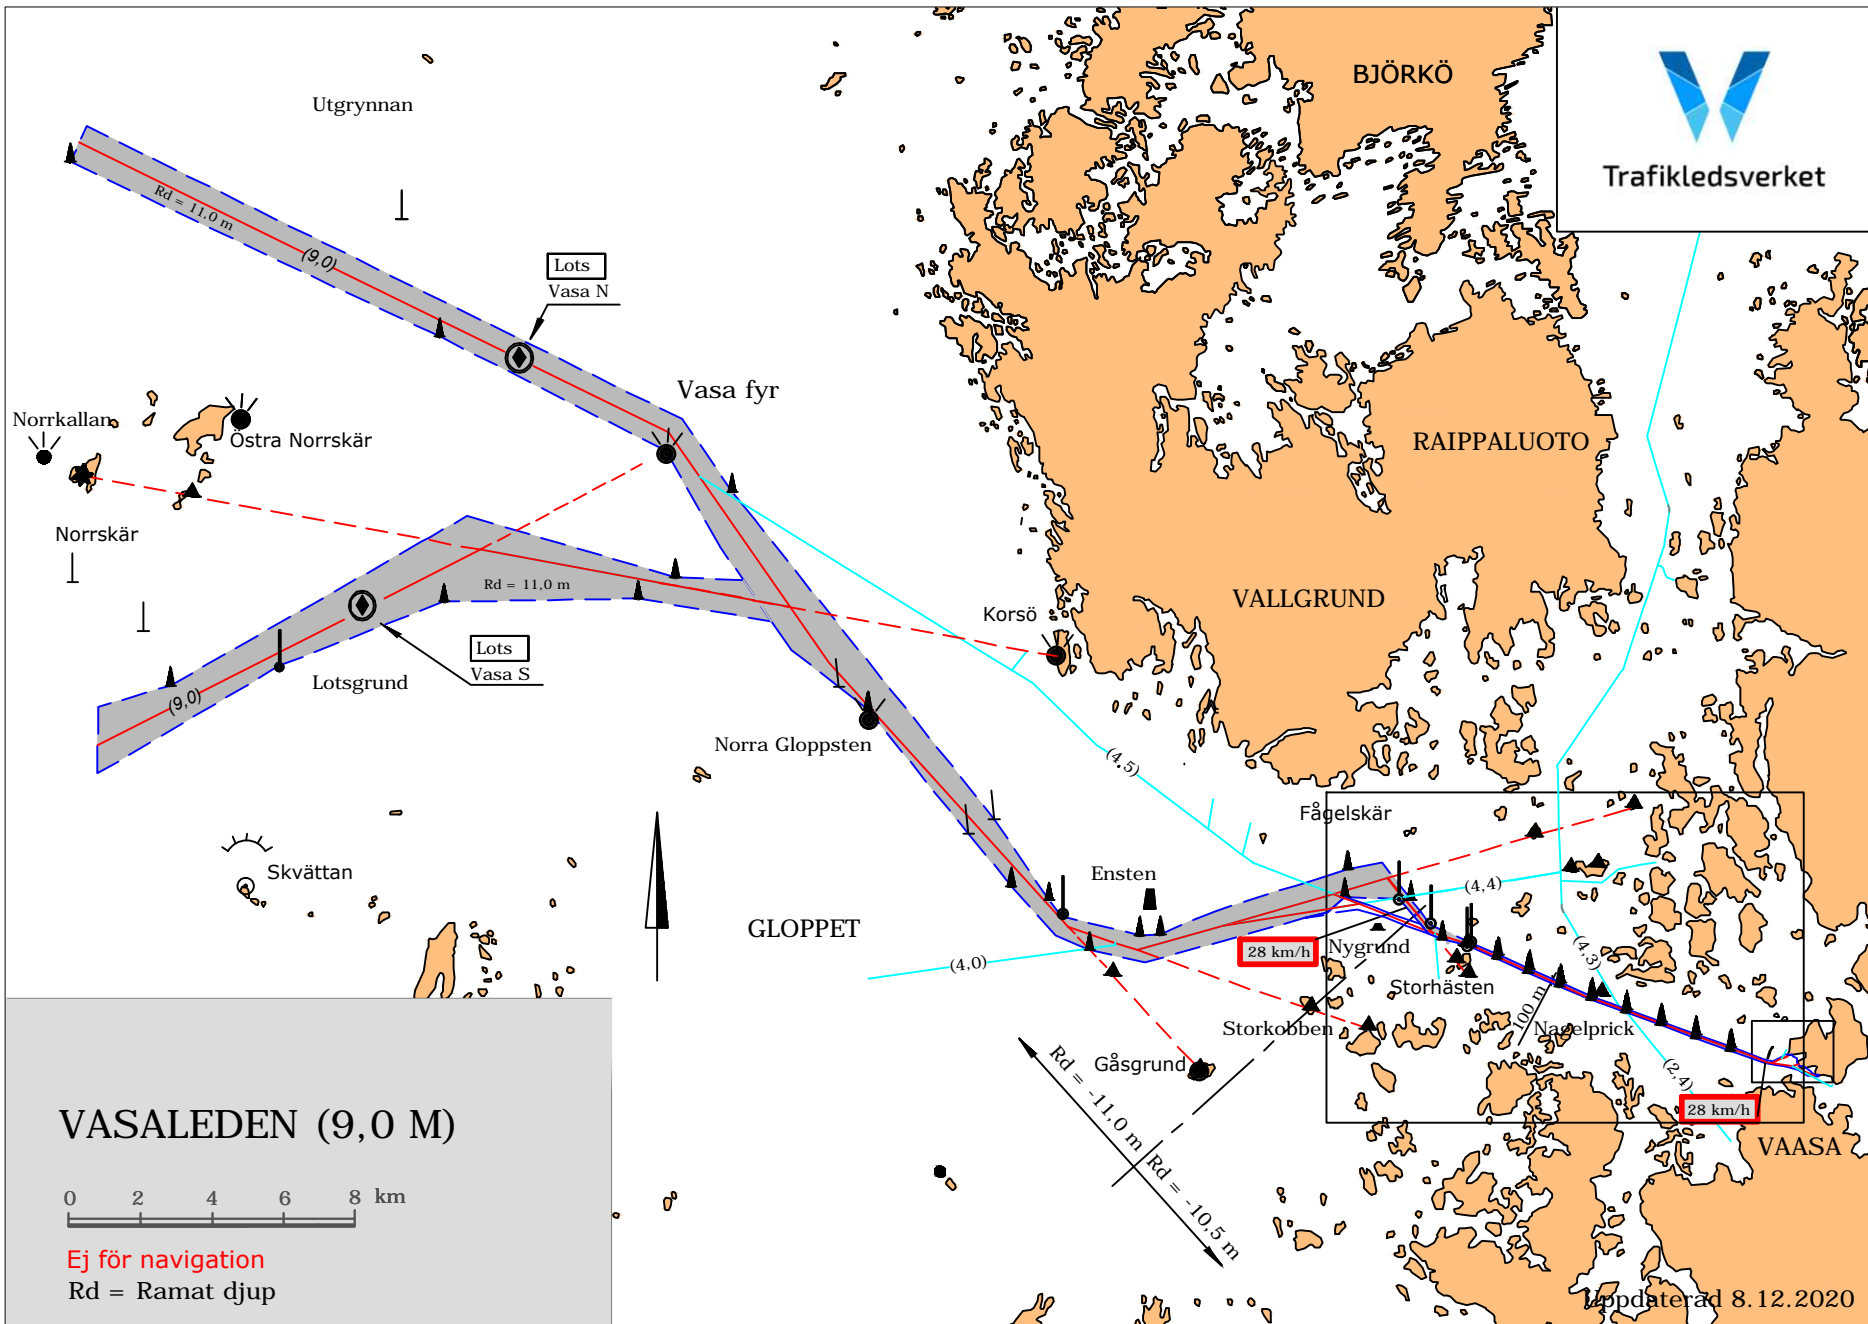 BJÖRKÖ
Utgrynnan
Trafikledsverket
Rd = 11,0 m
(9,0)
Lots
Vasa N
Vasa fyr
Norrkallan
Östra Norrskär
RAIPPALUOTO
Norrskär
Rd = 11,0 m
VALLGRUND
Korsö
Lots
Vasa S
Lotsgrund
(9,0)
Norra Gloppsten
(4,5)
Fågelskär
Skvättan
Ensten
(4,4)
GLOPPET
(4,0)
28 km/h
Nygrund
(4,3)
Storhästen
100 m
Storkobben
Nagelprick
Gåsgrund
(2,4)
Rd = -11,0 m
Rd = -10,5 m
28 km/h
VAASA
VASALEDEN (9,0 M)
0 2 4 6 8 km
Ej för navigation
Rd = Ramat djup
Uppdaterad 8.12.2020